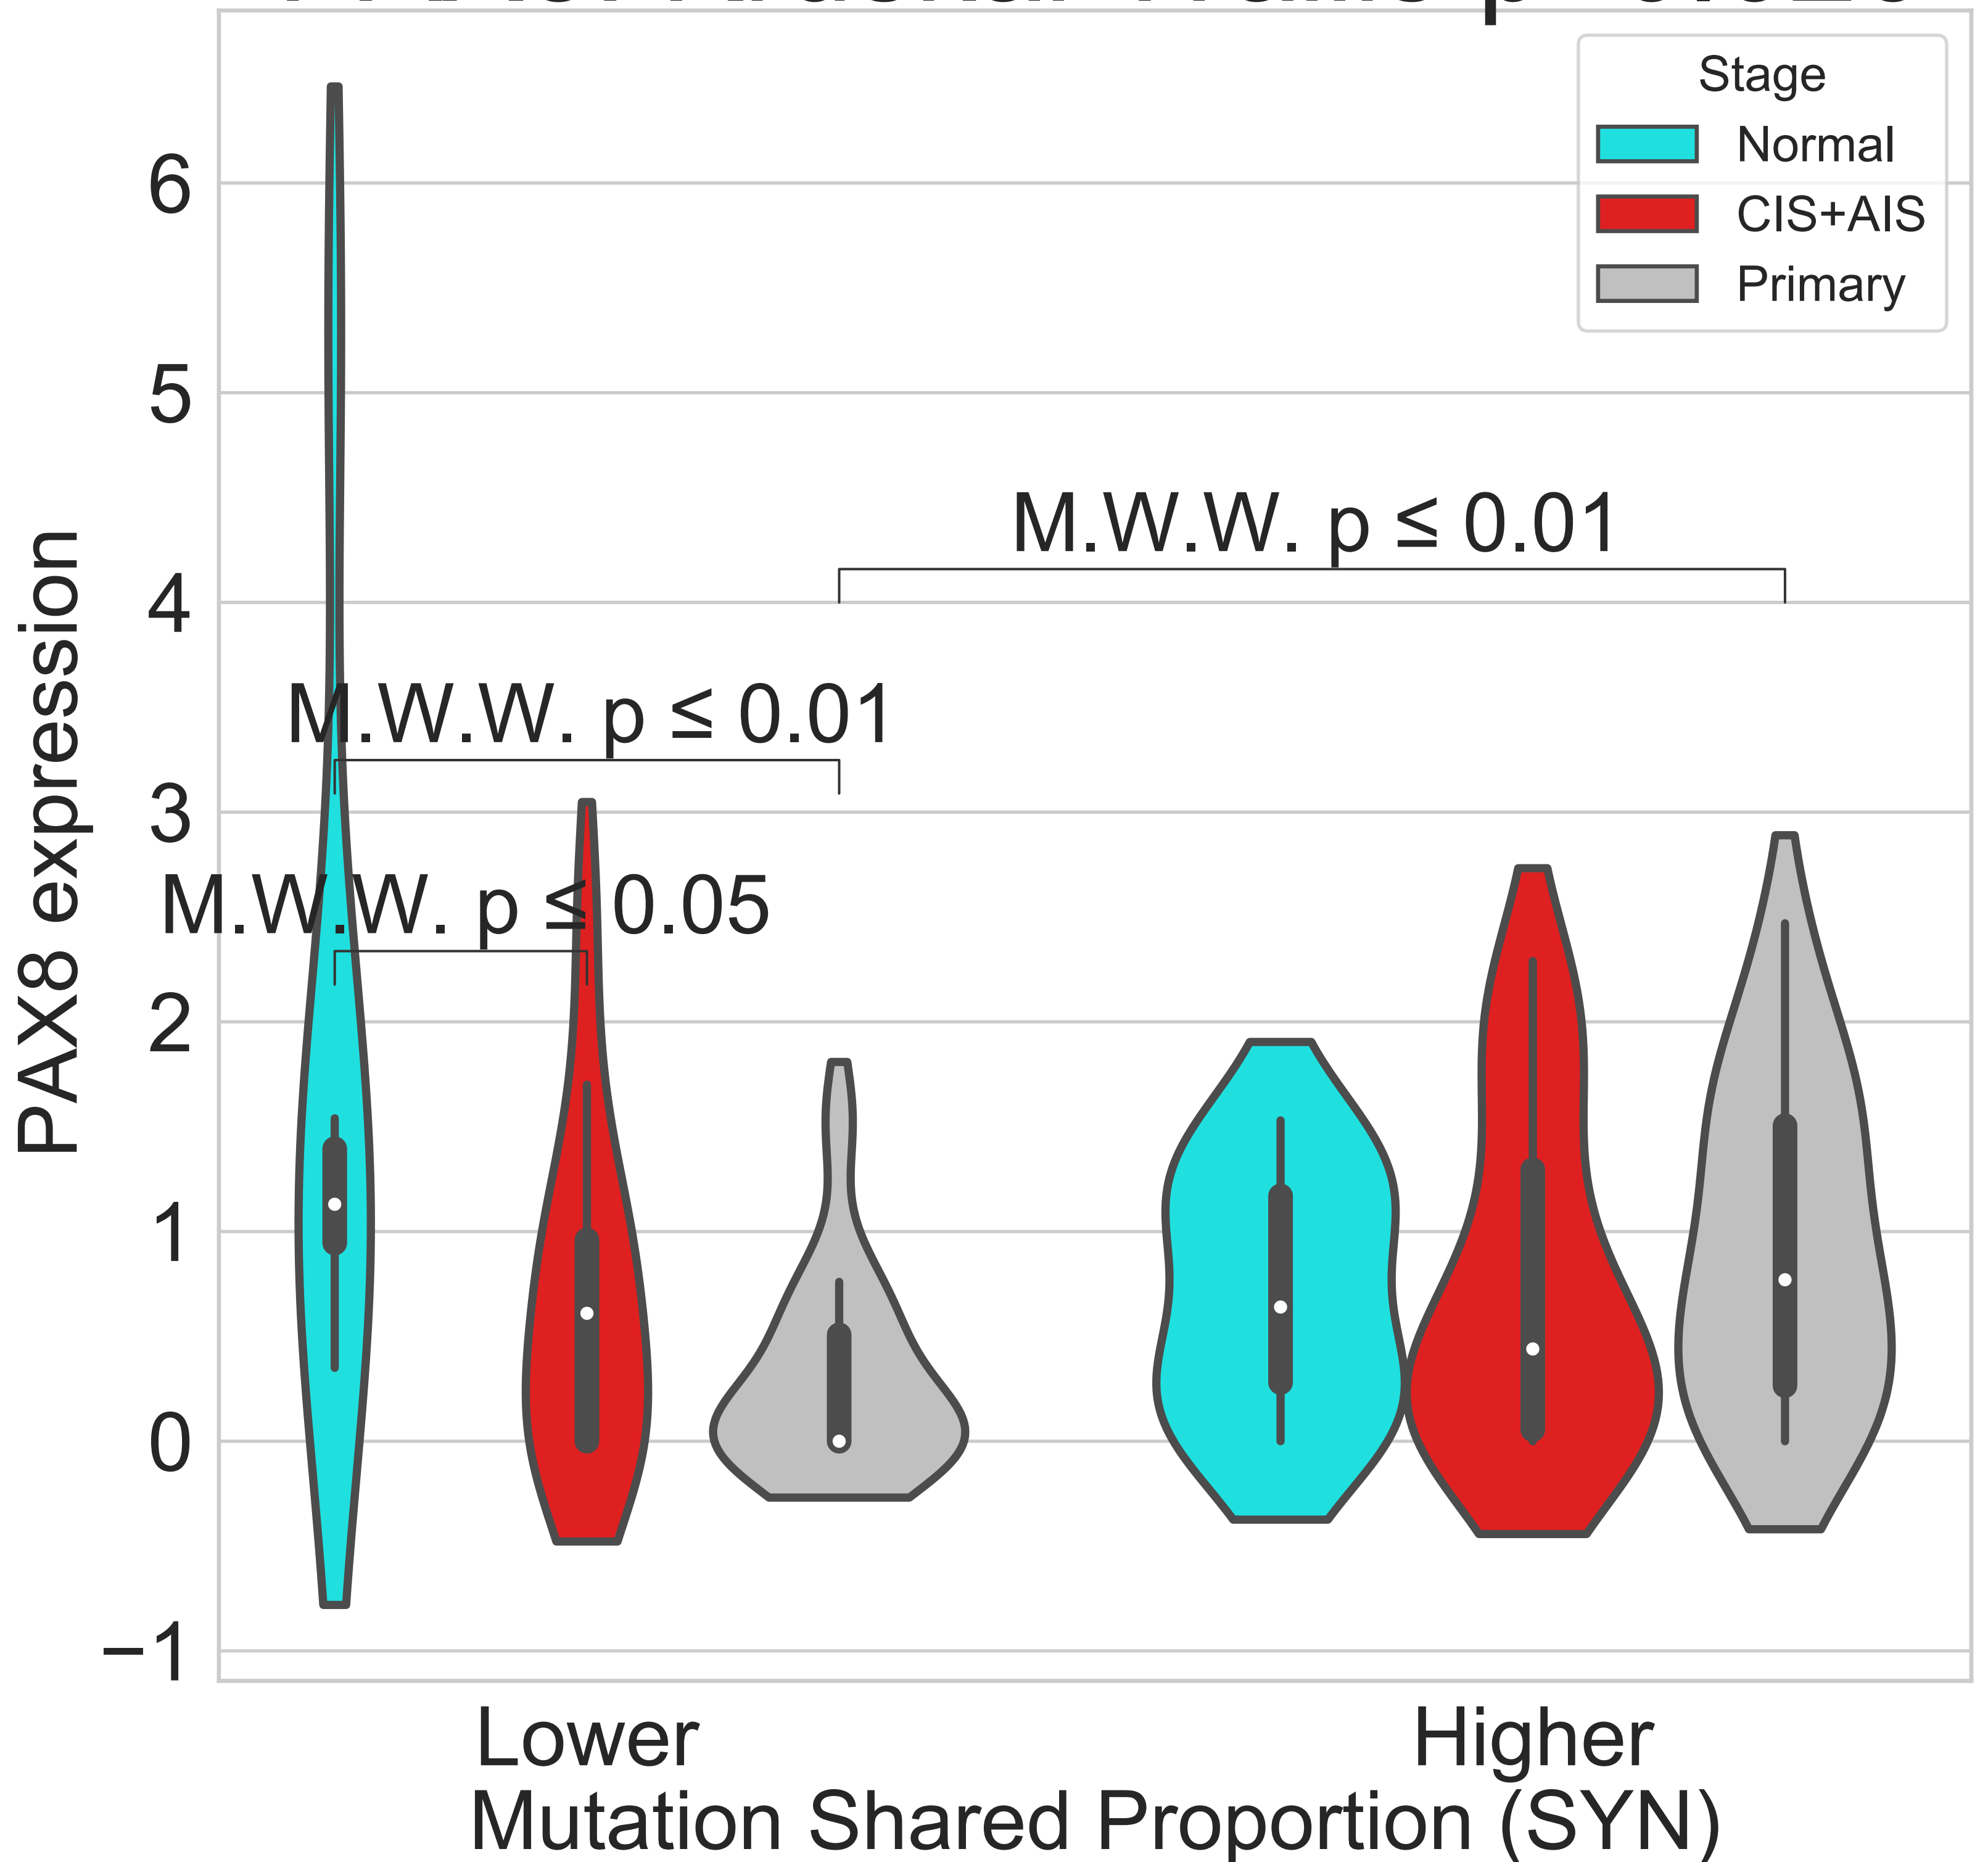 Stage
Normal
CIS+AIS
Primary
6
5
4
3
2
1
0
−1
PAX8 expression
M.W.W. p ≤ 0.01
M.W.W. p ≤ 0.01
M.W.W. p ≤ 0.05
Lower
Higher
Mutation Shared Proportion (SYN)